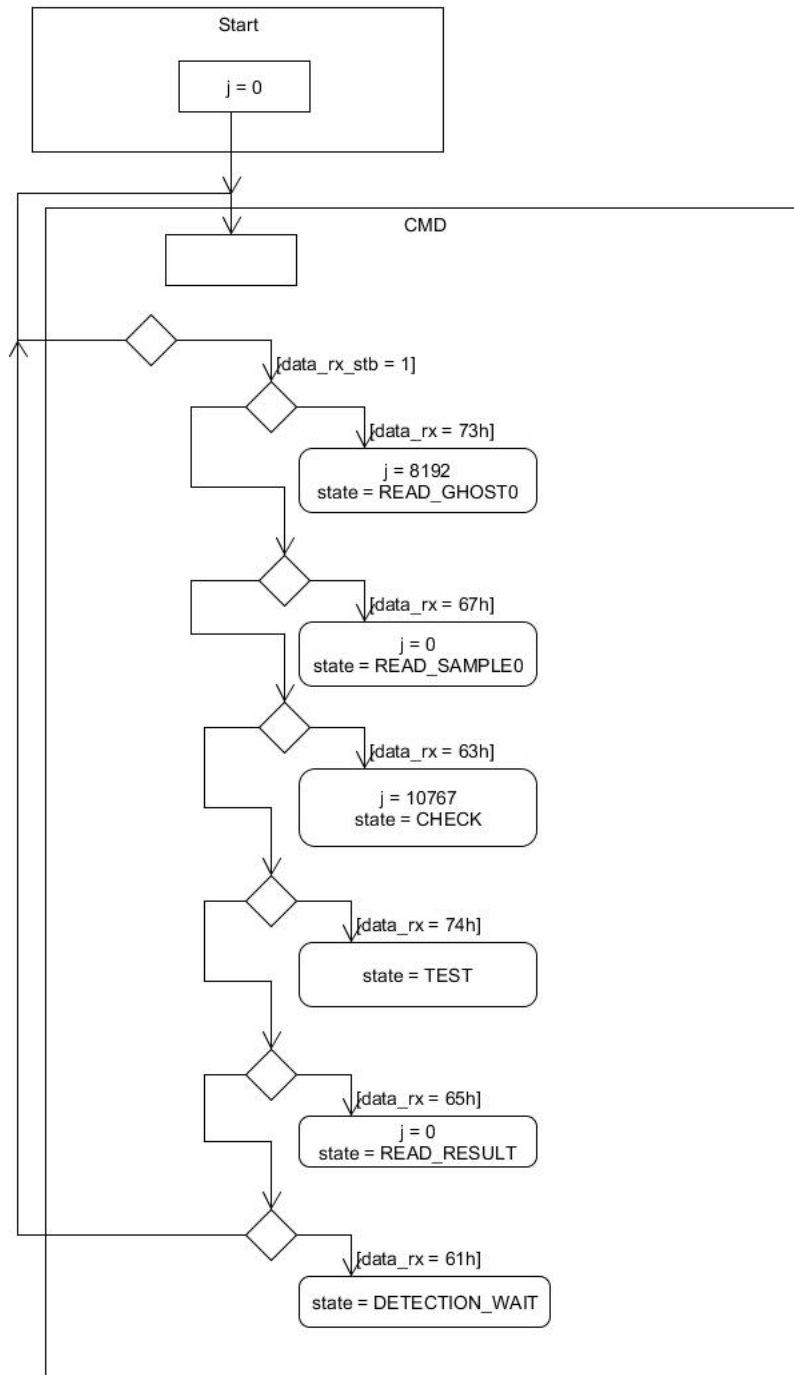 Start
j = 0
CMD
[data_rx_stb = 1]
[data_rx = 73h]
j = 8192
state = READ_GHOST0
[data_rx = 67h]
j = 0
state = READ_SAMPLE0
[data_rx = 63h]
j = 10767
state = CHECK
[data_rx = 74h]
state = TEST
[data_rx = 65h]
j = 0
state = READ_RESULT
[data_rx = 61h]
state = DETECTION_WAIT